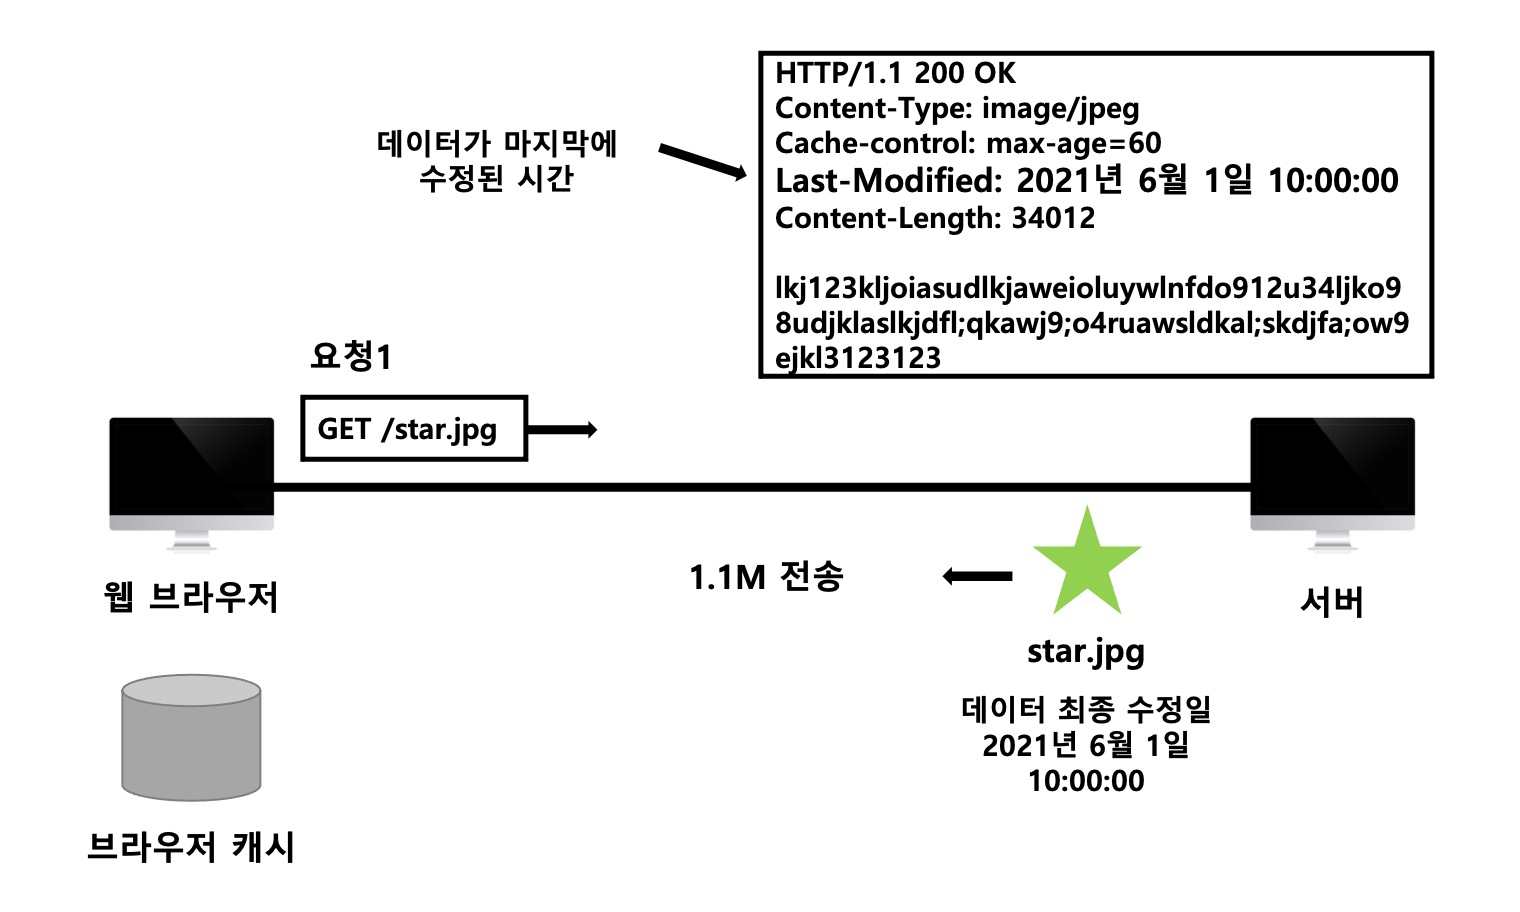 HTTP/1.1 200 OK
Content-Type: image/jpeg
Cache-control: max-age=60
Last-Modified: 2021년 6월 1일 10:00:00
Content-Length: 34012
lkj123kljoiasudlkjaweioluywlnfdo912u34ljko9
8udjklaslkjdfl;qkawj9;o4ruawsldkal;skdjfa;ow9
ejkl3123123
데이터가 마지막에
수정된 시간
요청1
GET /star.jpg
웹 브라우저
1.1M 전송
서버
star.jpg
데이터 최종 수정일
2021년 6월 1일
10:00:00
브라우저 캐시